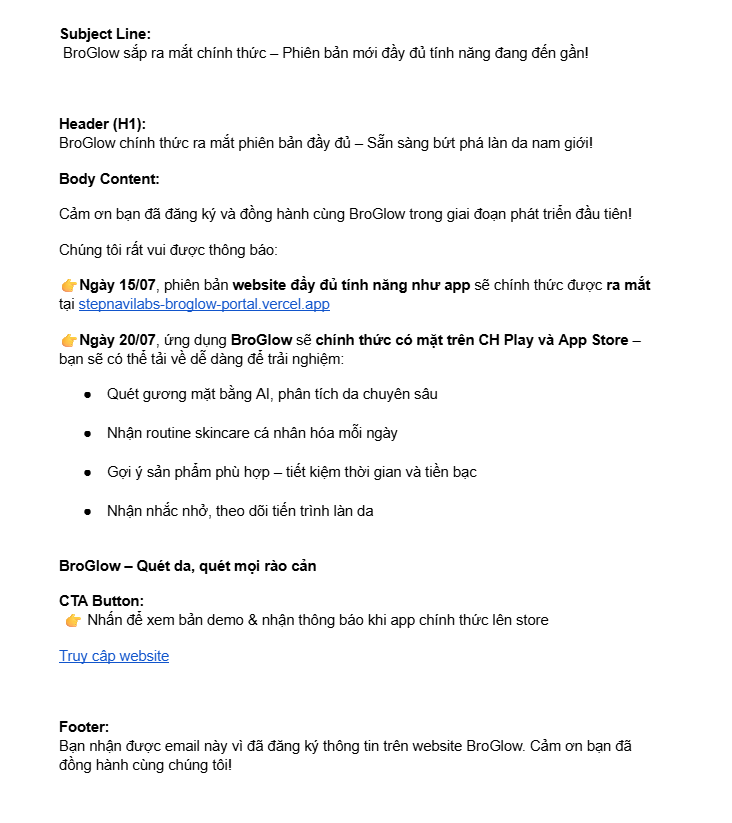 Subject Line:
BroGlow sắp ra mắt chính thức – Phiên bản mới đầy đủ tính năng đang đến gần!
Header (H1):
BroGlow chính thức ra mắt phiên bản đầy đủ – Sẵn sàng bứt phá làn da nam giới!
Body Content:
Cảm ơn bạn đã đăng ký và đồng hành cùng BroGlow trong giai đoạn phát triển đầu tiên!
Chúng tôi rất vui được thông báo:
👉Ngày 15/07, phiên bản website đầy đủ tính năng như app sẽ chính thức được ra mắt
tại stepnavilabs-broglow-portal.vercel.app
👉Ngày 20/07, ứng dụng BroGlow sẽ chính thức có mặt trên CH Play và App Store –
bạn sẽ có thể tải về dễ dàng để trải nghiệm:
● Quét gương mặt bằng AI, phân tích da chuyên sâu
● Nhận routine skincare cá nhân hóa mỗi ngày
● Gợi ý sản phẩm phù hợp – tiết kiệm thời gian và tiền bạc
● Nhận nhắc nhở, theo dõi tiến trình làn da
BroGlow – Quét da, quét mọi rào cản
CTA Button:
👉 Nhấn để xem bản demo & nhận thông báo khi app chính thức lên store
Truy câp website
Footer:
Bạn nhận được email này vì đã đăng ký thông tin trên website BroGlow. Cảm ơn bạn đã
đồng hành cùng chúng tôi!